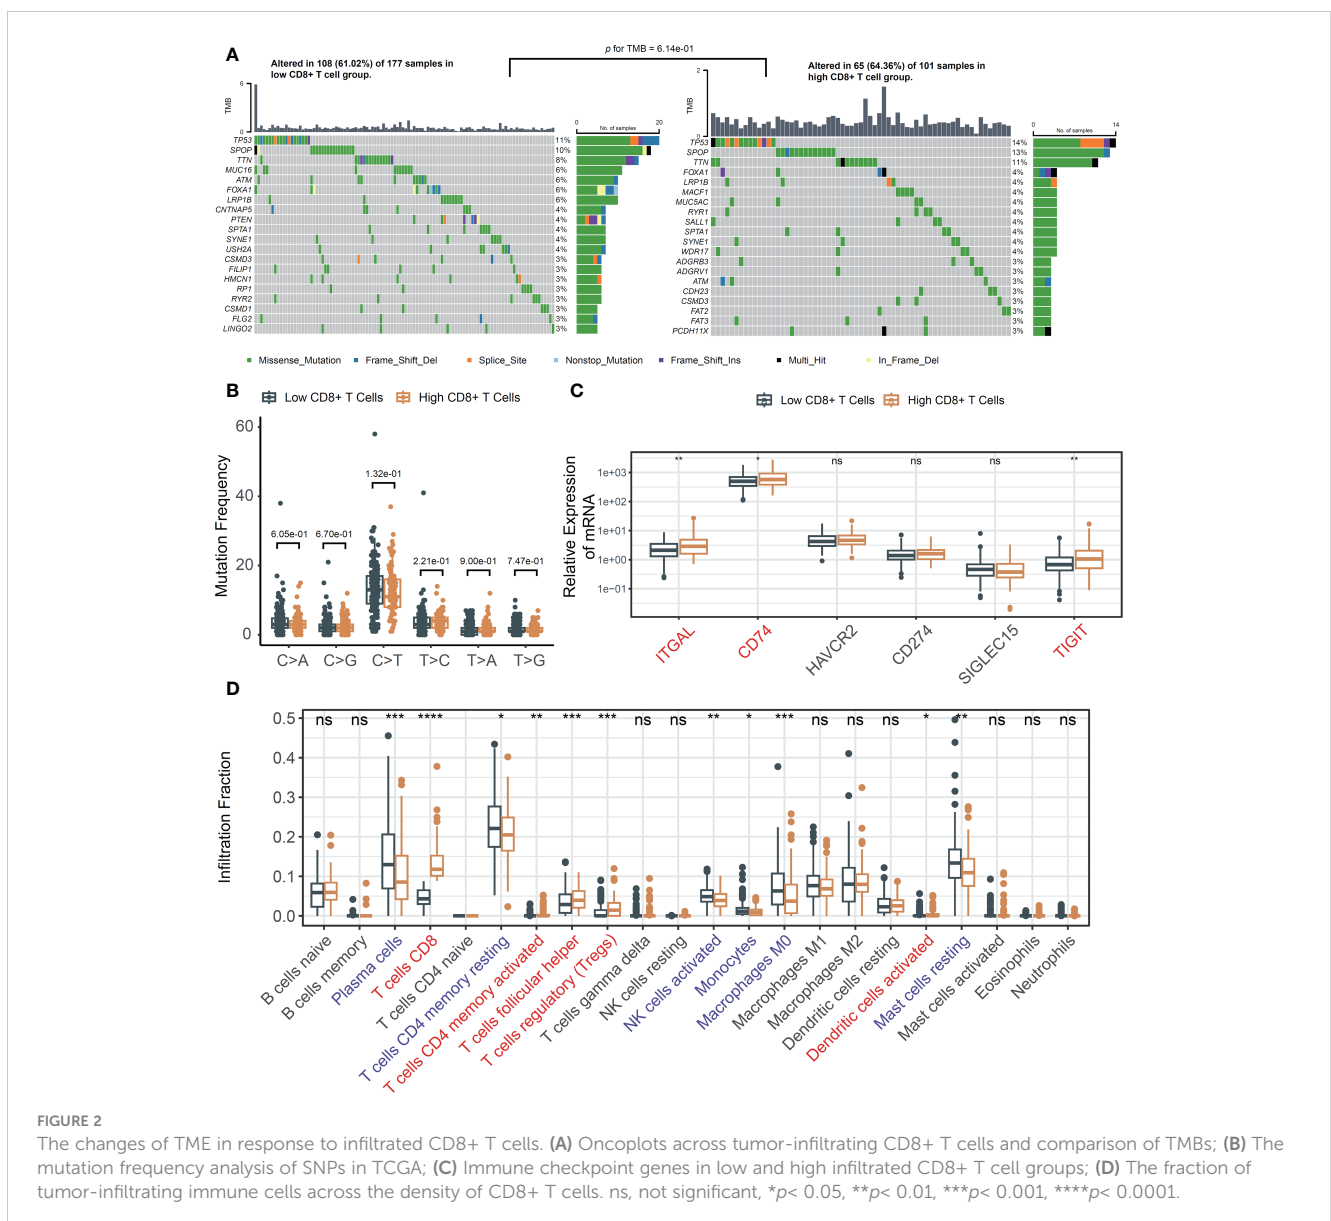 A
p for TMB = 6.14e-01
Altered in 108 (61.02%) of 177 samples in
low CD8+ T cell group.
Altered in 65 (64.36%) of 101 samples in
high CD8+ T cell group.
6
TMB
0
0 20
No. of samples
TP53 11%
SPOP 10%
TTN 8%
MUC16 6%
ATM 6%
FOXA1 6%
LRP1B 6%
CNTNAP5 4%
PTEN 4%
SPTA1 4%
SYNE1 4%
USH2A 4%
CSMD3 3%
FILIP1 3%
HMCN1 3%
RP1 3%
RYR2 3%
CSMD1 3%
FLG2 3%
LINGO2 3%
2
TMB
0
0 14
No. of samples
TP53 14%
SPOP 13%
TTN 11%
FOXA1 4%
LRP1B 4%
MACF1 4%
MUC5AC 4%
RYR1 4%
SALL1 4%
SPTA1 4%
SYNE1 4%
WDR17 4%
ADGRB3 3%
ADGRV1 3%
ATM 3%
CDH23 3%
CSMD3 3%
FAT2 3%
FAT3 3%
PCDH11X 3%
Missense_Mutation Frame_Shift_Del Splice_Site Nonstop_Mutation Frame_Shift_Ins Multi_Hit In_Frame_Del
B
Low CD8+ T Cells High CD8+ T Cells
Mutation Frequency
60
40
20
0
6.05e-01 6.70e-01 1.32e-01 2.21e-01 9.00e-01 7.47e-01
C>A C>G C>T T>C T>A T>G
C
Low CD8+ T Cells High CD8+ T Cells
Relative Expression
of mRNA
1e+03
1e+02
1e+01
1e+00
1e−01
** * ns ns ns **
ITGAL CD74 HAVCR2 CD274 SIGLEC15 TIGIT
D
Infiltration Fraction
0.5
0.4
0.3
0.2
0.1
0.0
ns ns *** **** * ** *** *** ns ns ** * *** ns ns ns * ** ns ns ns
B cells naive
B cells memory
Plasma cells
T cells CD8
T cells CD4 naive
T cells CD4 memory resting
T cells CD4 memory activated
T cells follicular helper
T cells regulatory (Tregs)
T cells gamma delta
NK cells resting
NK cells activated
Monocytes
Macrophages M0
Macrophages M1
Macrophages M2
Dendritic cells resting
Dendritic cells activated
Mast cells resting
Mast cells activated
Eosinophils
Neutrophils
FIGURE 2
The changes of TME in response to infiltrated CD8+ T cells. (A) Oncoplots across tumor-infiltrating CD8+ T cells and comparison of TMBs; (B) The
mutation frequency analysis of SNPs in TCGA; (C) Immune checkpoint genes in low and high infiltrated CD8+ T cell groups; (D) The fraction of
tumor-infiltrating immune cells across the density of CD8+ T cells. ns, not significant, *p< 0.05, **p< 0.01, ***p< 0.001, ****p< 0.0001.